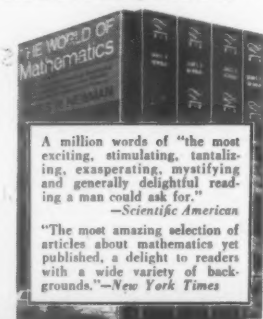 THE WORLD OF
Mathematics
A million words of "the most
exciting, stimulating, tantaliz-
ing, exasperating, mystifying
and generally delightful read-
ing a man could ask for."
—Scientific American
"The most amazing selection of
articles about mathematics yet
published, a delight to readers
with a wide variety of back-
grounds."—New York Times